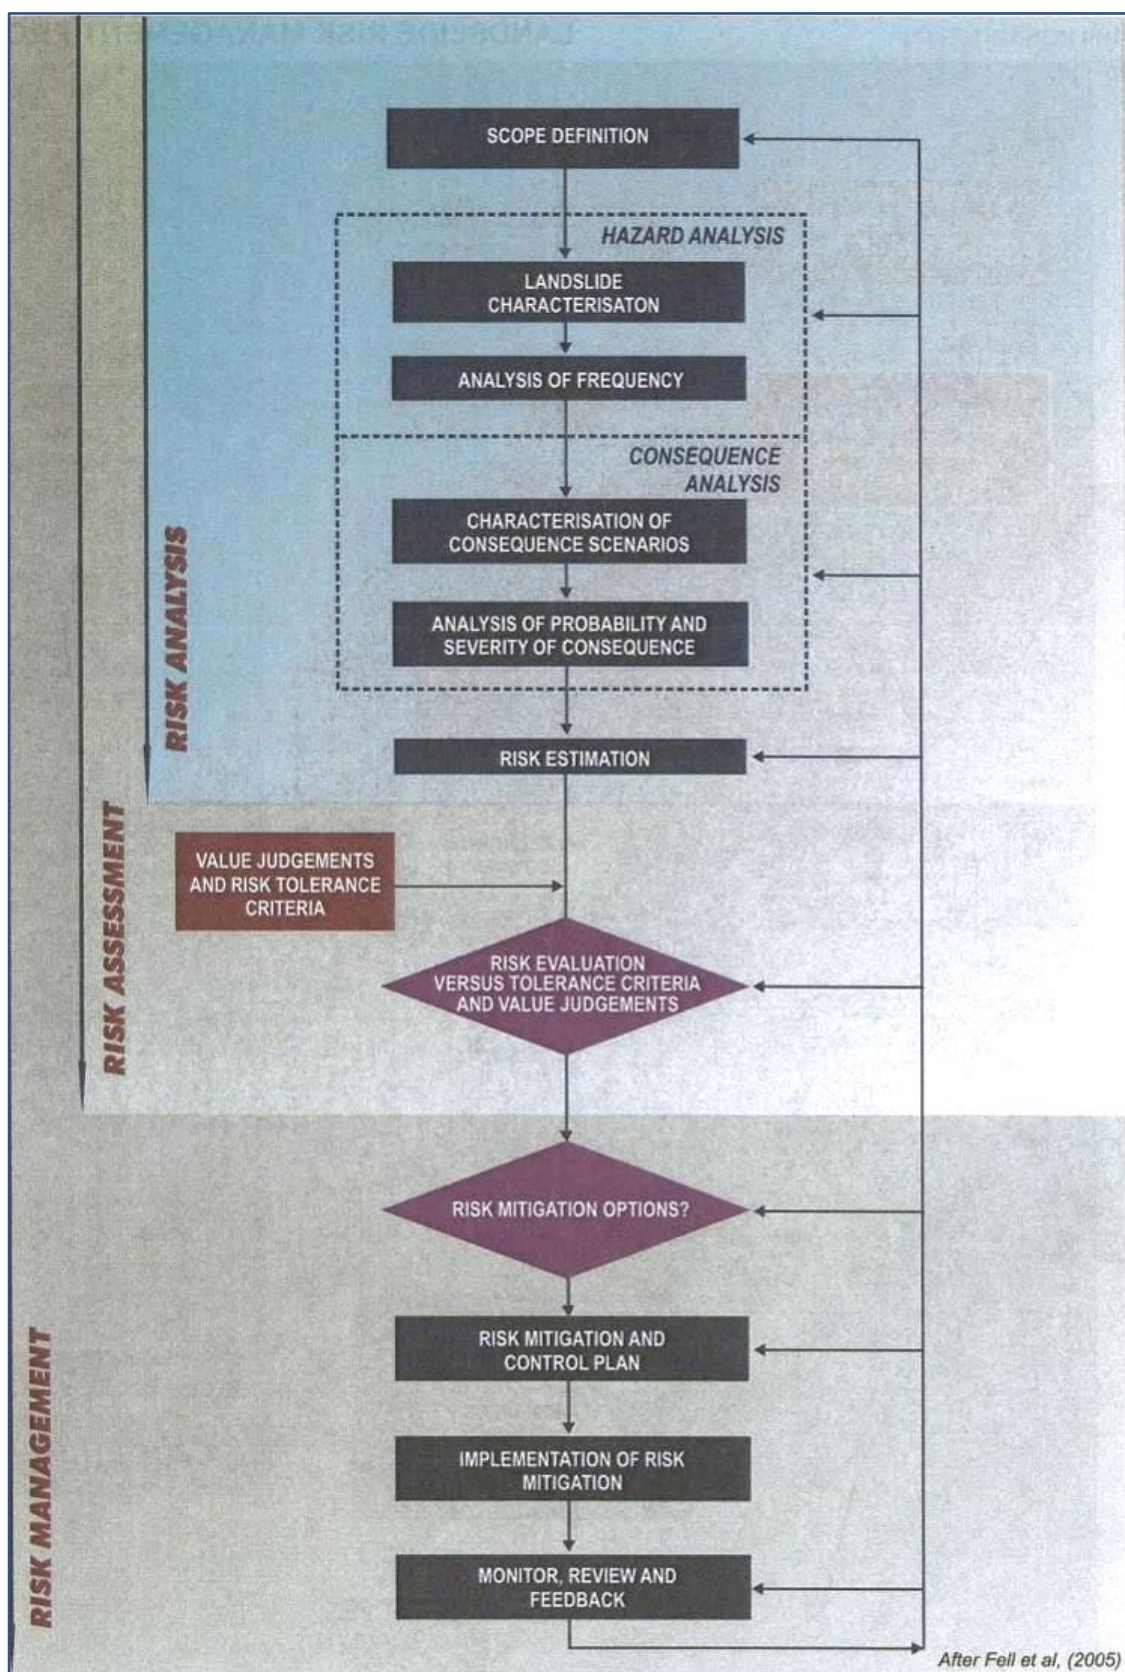 SCOPE DEFINITION
HAZARD ANALYSIS
LANDSLIDE
CHARACTERISATON
ANALYSIS OF FREQUENCY
CONSEQUENCE
ANALYSIS
CHARACTERISATION OF
CONSEQUENCE SCENARIOS
ANALYSIS OF PROBABILITY AND
SEVERITY OF CONSEQUENCE
RISK ANALYSIS
RISK ESTIMATION
VALUE JUDGEMENTS
AND RISK TOLERANCE
CRITERIA
RISK ASSESSMENT
RISK EVALUATION
VERSUS TOLERANCE CRITERIA
AND VALUE JUDGEMENTS
RISK MITIGATION OPTIONS?
RISK MITIGATION AND
CONTROL PLAN
RISK MANAGEMENT
IMPLEMENTATION OF RISK
MITIGATION
MONITOR, REVIEW AND
FEEDBACK
After Fell et al, (2005)